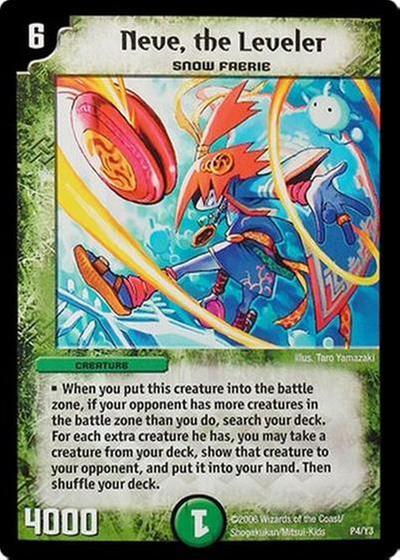 6
Neve, the Leveler
SNOW FAERIE
Illus. Taro Yamazaki
CREATURE
▪ When you put this creature into the battle
zone, if your opponent has more creatures in
the battle zone than you do, search your deck.
For each extra creature he has, you may take a
creature from your deck, show that creature to
your opponent, and put it into your hand. Then
shuffle your deck.
4000
1
©2006 Wizards of the Coast/
Shogakukan/Mitsui-Kids
P4/Y3